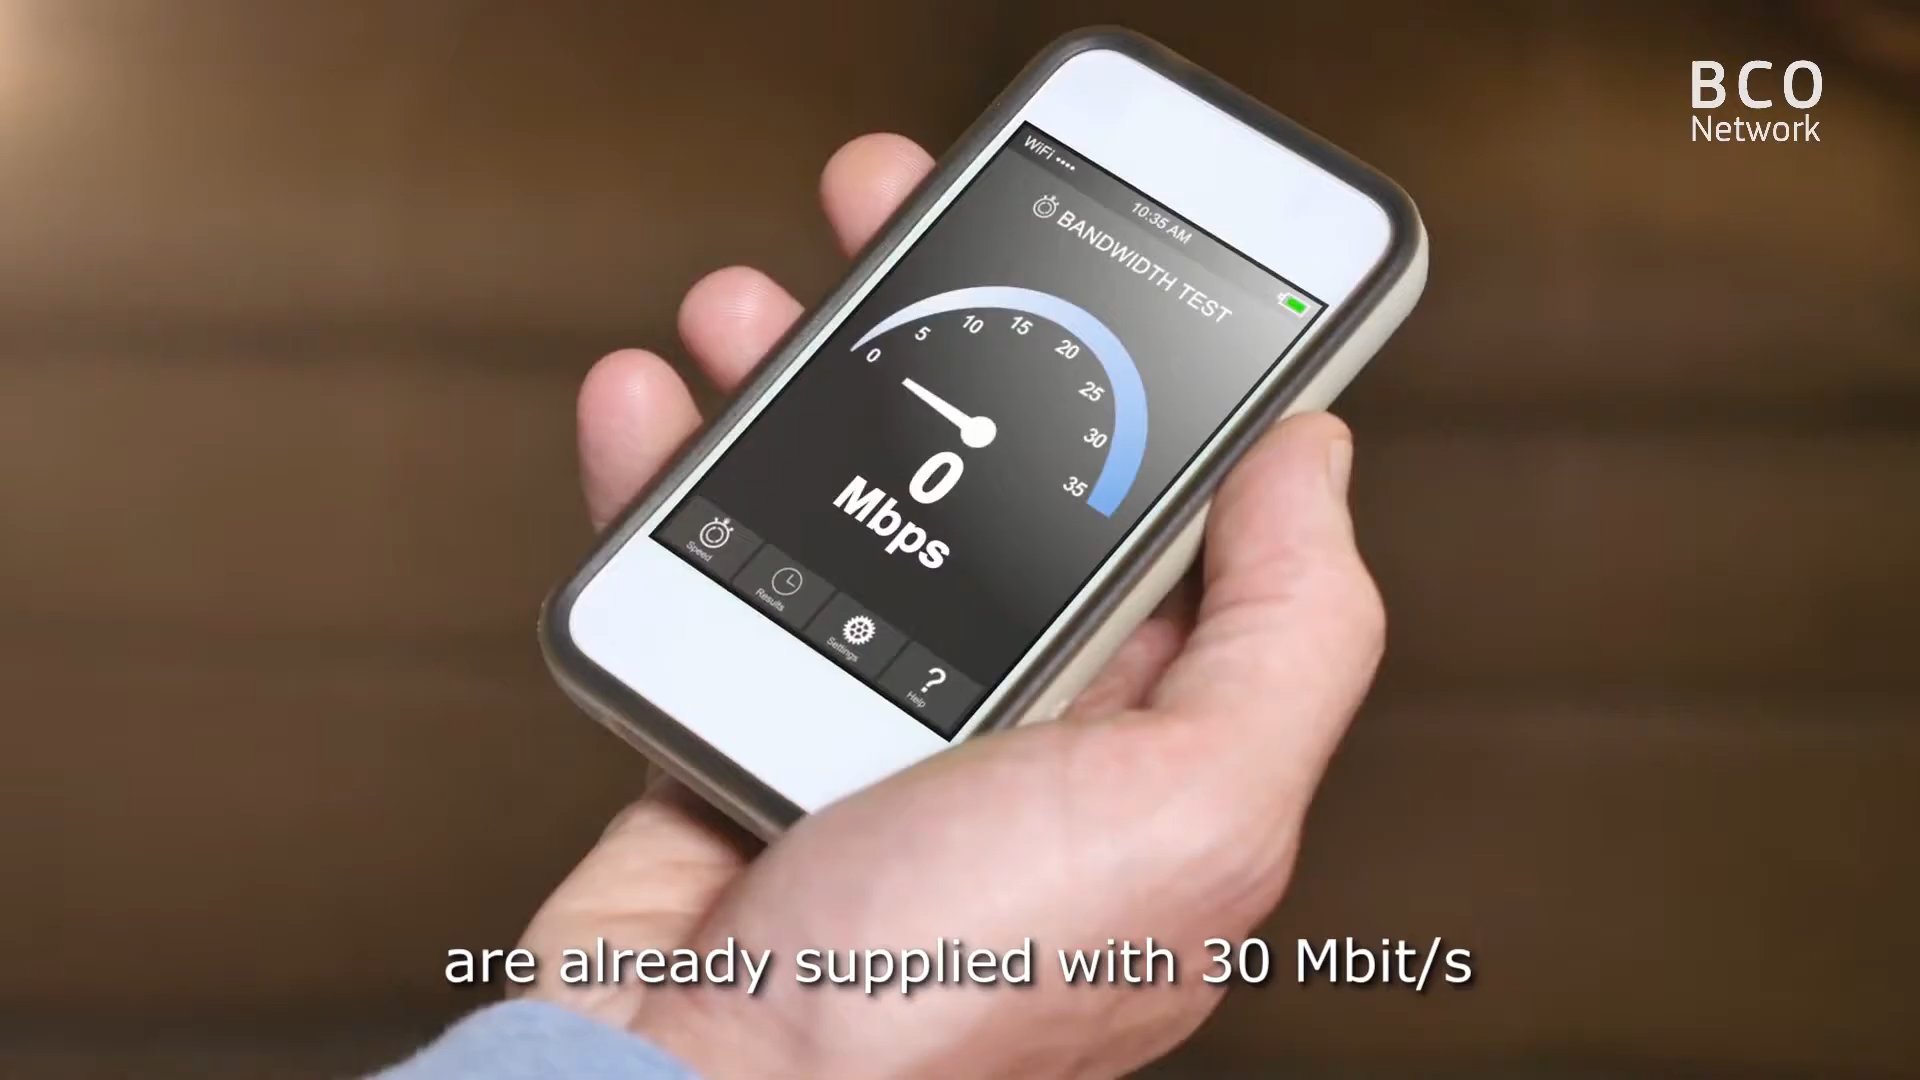 BCO
Network
WiFi
10:35 AM
BANDWIDTH TEST
0
5
10
15
20
25
30
35
0
Mbps
Speed
Results
Settings
?
Help
are already supplied with 30 Mbit/s